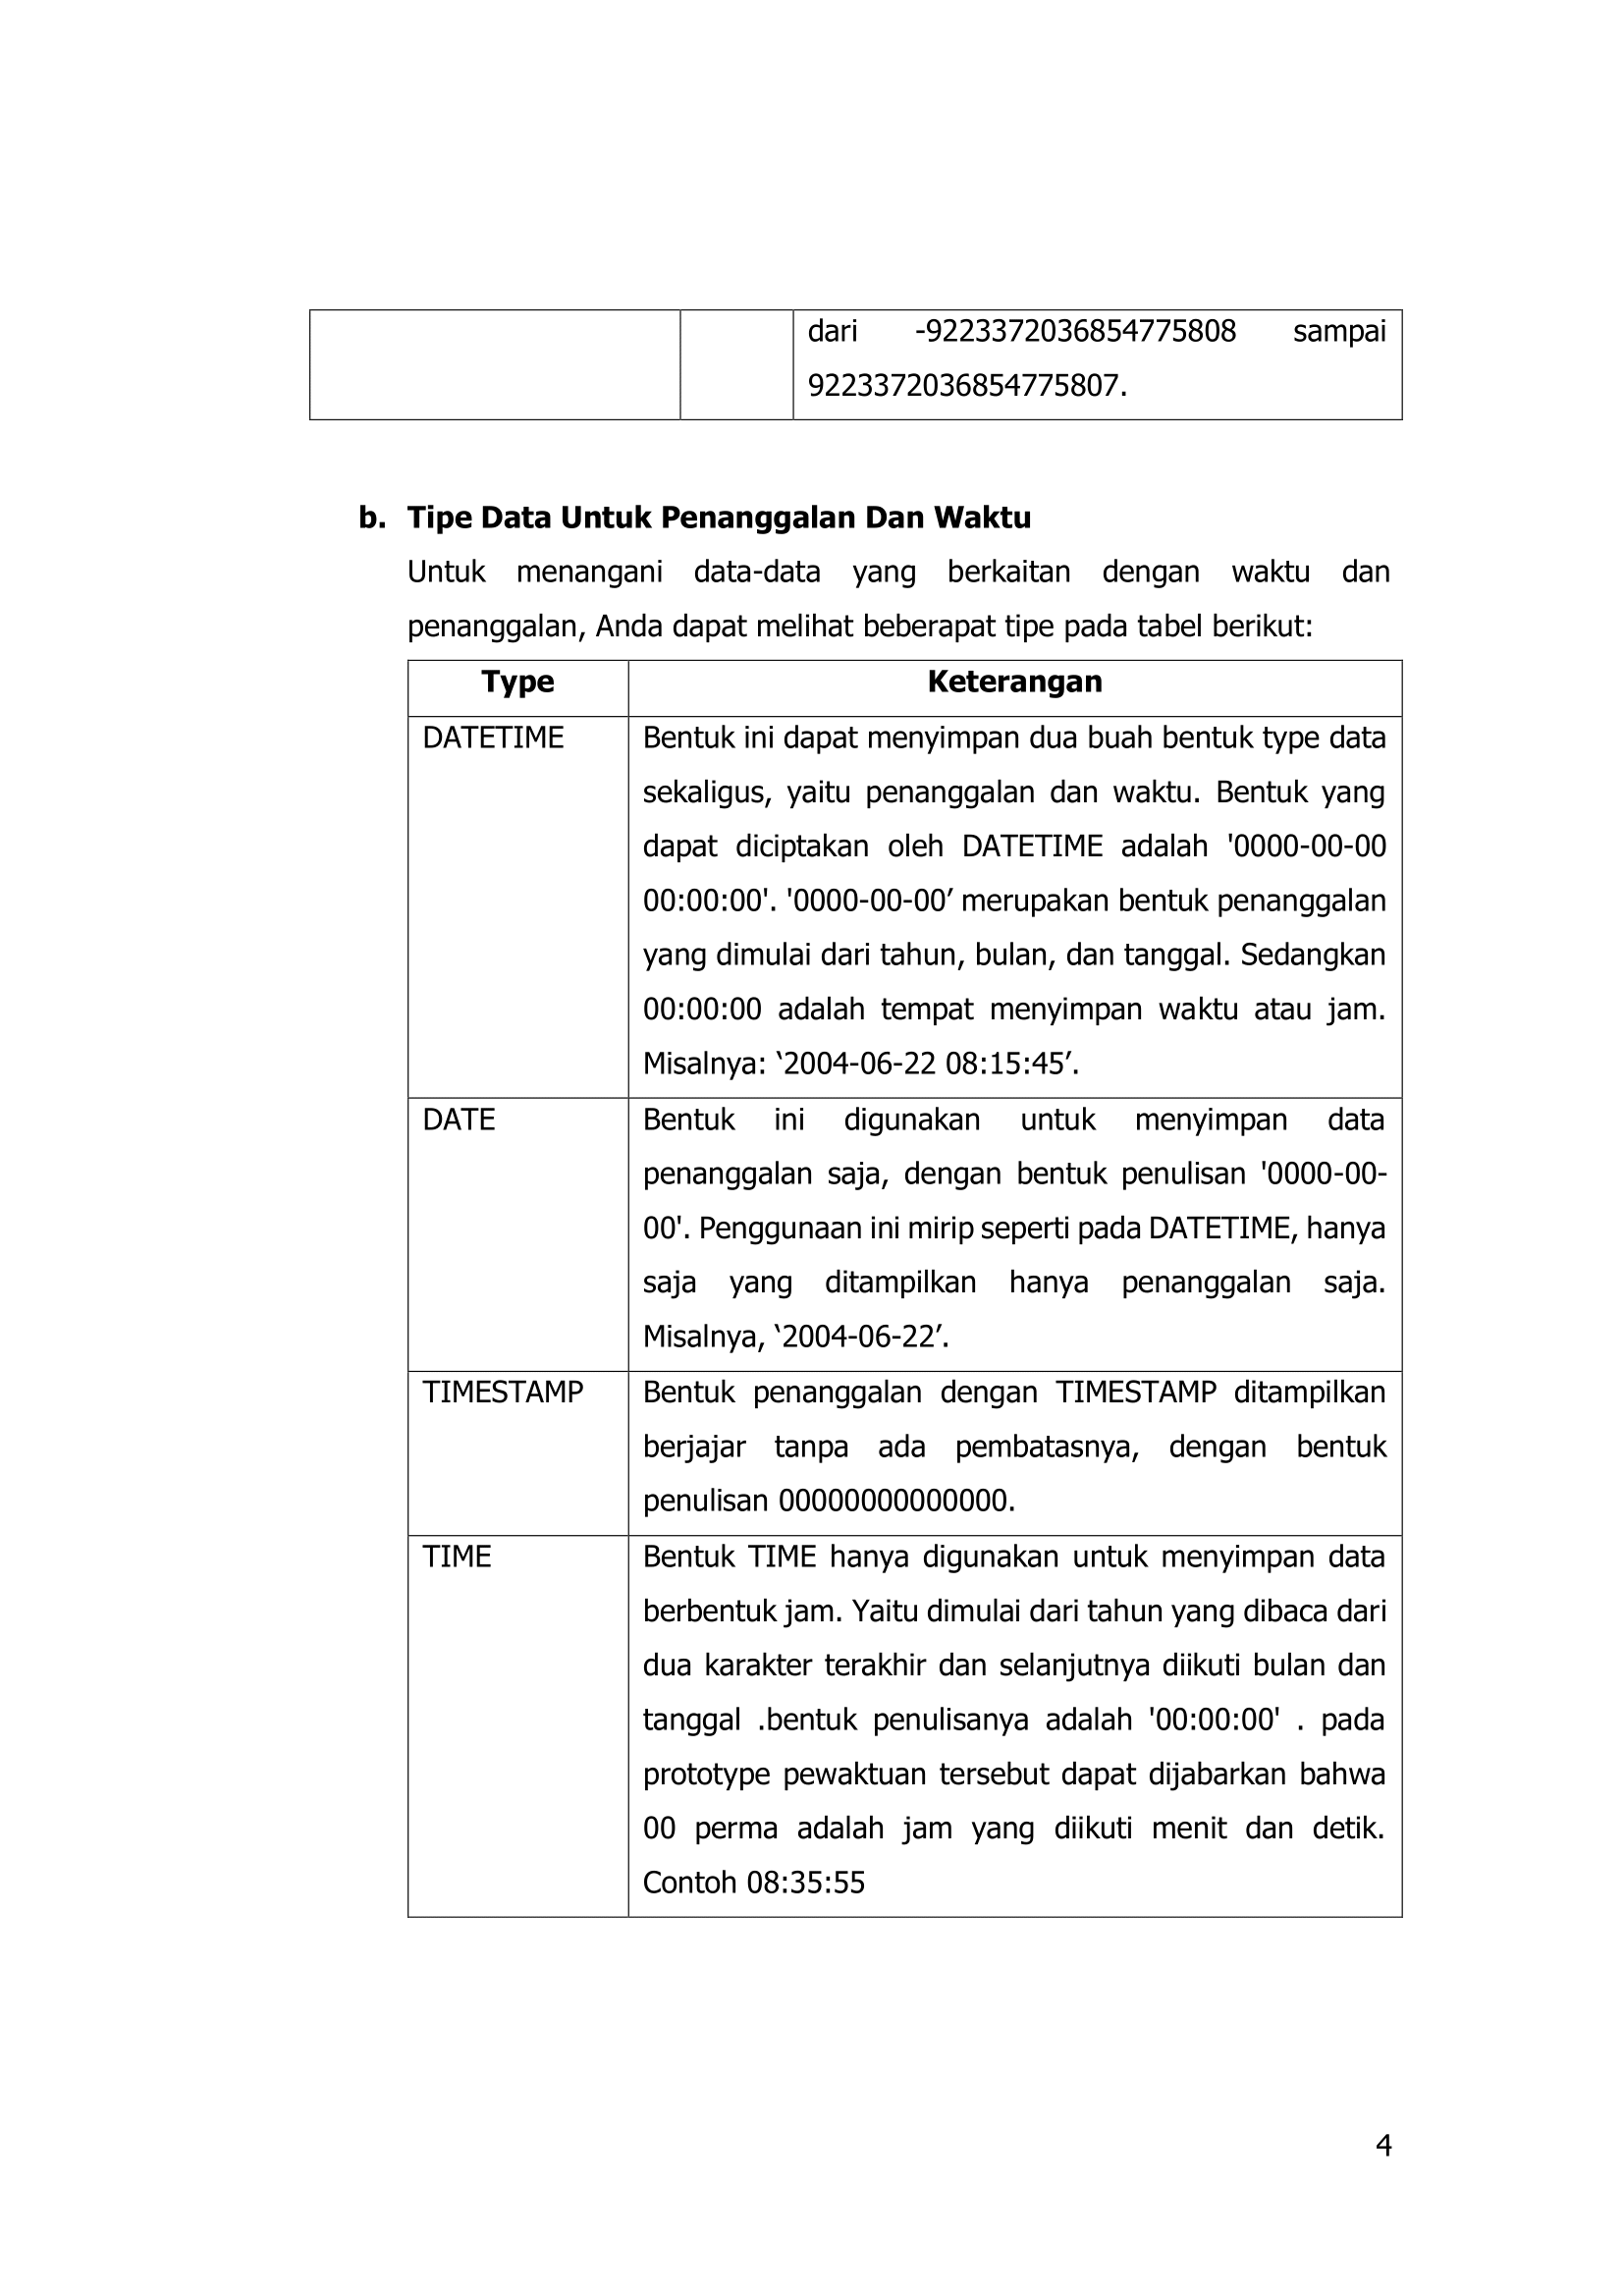 dari -9223372036854775808 sampai
9223372036854775807.
b. Tipe Data Untuk Penanggalan Dan Waktu
Untuk menangani data-data yang berkaitan dengan waktu dan
penanggalan, Anda dapat melihat beberapat tipe pada tabel berikut:
Type Keterangan
DATETIME Bentuk ini dapat menyimpan dua buah bentuk type data
sekaligus, yaitu penanggalan dan waktu. Bentuk yang
dapat diciptakan oleh DATETIME adalah '0000-00-00
00:00:00'. '0000-00-00’ merupakan bentuk penanggalan
yang dimulai dari tahun, bulan, dan tanggal. Sedangkan
00:00:00 adalah tempat menyimpan waktu atau jam.
Misalnya: ‘2004-06-22 08:15:45’.
DATE Bentuk ini digunakan untuk menyimpan data
penanggalan saja, dengan bentuk penulisan '0000-00-
00'. Penggunaan ini mirip seperti pada DATETIME, hanya
saja yang ditampilkan hanya penanggalan saja.
Misalnya, ‘2004-06-22’.
TIMESTAMP Bentuk penanggalan dengan TIMESTAMP ditampilkan
berjajar tanpa ada pembatasnya, dengan bentuk
penulisan 00000000000000.
TIME Bentuk TIME hanya digunakan untuk menyimpan data
berbentuk jam. Yaitu dimulai dari tahun yang dibaca dari
dua karakter terakhir dan selanjutnya diikuti bulan dan
tanggal .bentuk penulisanya adalah '00:00:00' . pada
prototype pewaktuan tersebut dapat dijabarkan bahwa
00 perma adalah jam yang diikuti menit dan detik.
Contoh 08:35:55
4